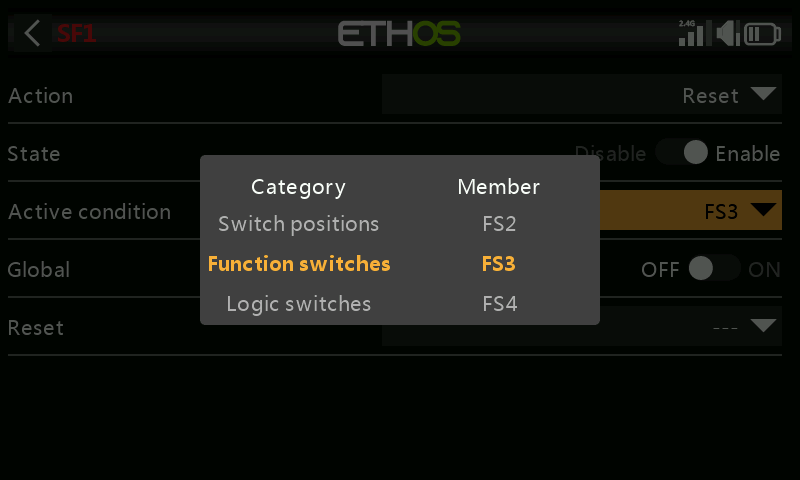 SF1
ETHOS
2.4G
Action
Reset
State
Disable
Enable
Category
Member
Switch positions
FS2
Active condition
FS3
Function switches
FS3
Global
OFF
ON
Logic switches
FS4
Reset
---